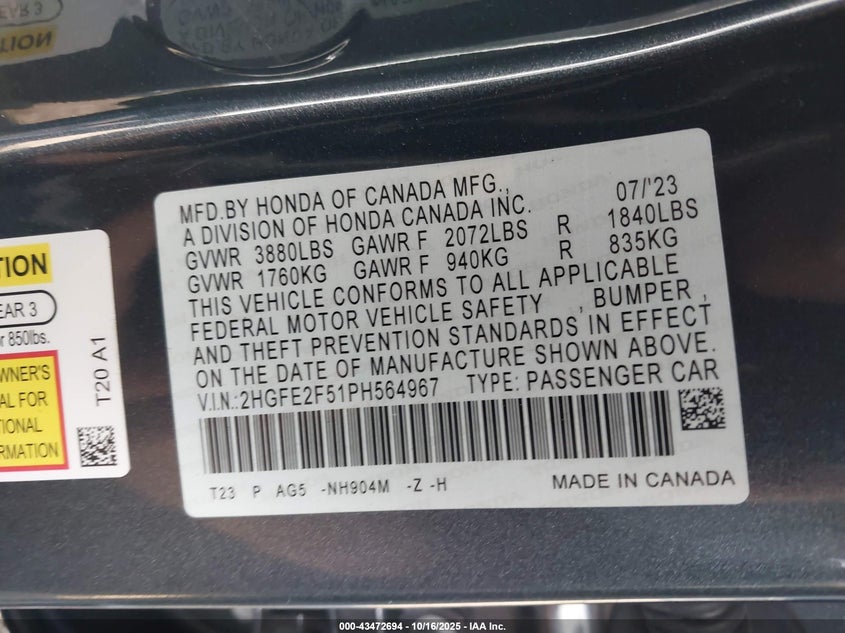 EAR 3
TION
MFD.BY HONDA OF CANADA MFG., 07/'23
A DIVISION OF HONDA CANADA INC.
GVWR 3880LBS GAWR F 2072LBS R 1840LBS
GVWR 1760KG GAWR F 940KG R 835KG
THIS VEHICLE CONFORMS TO ALL APPLICABLE
FEDERAL MOTOR VEHICLE SAFETY , BUMPER ,
AND THEFT PREVENTION STANDARDS IN EFFECT
ON THE DATE OF MANUFACTURE SHOWN ABOVE.
V.I.N.:2HGFE2F51PH564967 TYPE: PASSENGER CAR
T23 P AG5 -NH904M -Z -H MADE IN CANADA
TION
EAR 3
r 850lbs.
WNER'S
AL FOR
TIONAL
RMATION
T20 A1
000-43472694 | 10/16/2025 - IAA Inc.